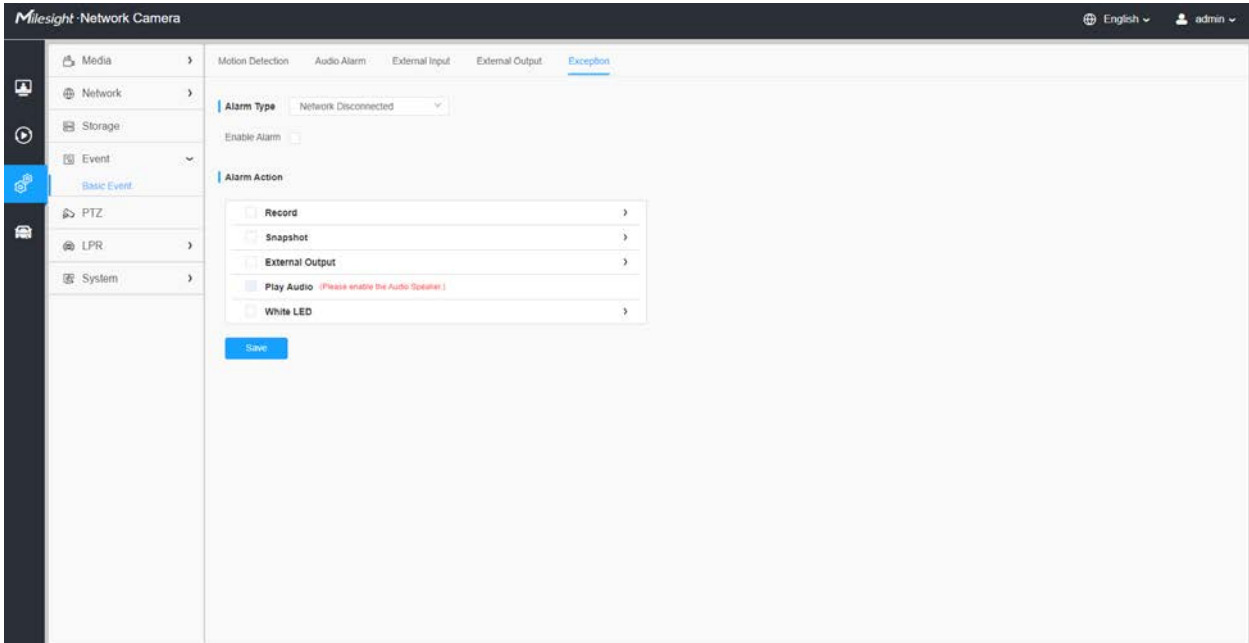 Milesight·Network Camera
English
admin
Media
Network
Storage
Event
Basic Event
PTZ
LPR
System
Motion Detection Audio Alarm External Input External Output Exception
Alarm Type Network Disconnected
Enable Alarm
Alarm Action
Record
Snapshot
External Output
Play Audio (Please enable the Audio Speaker.)
White LED
Save